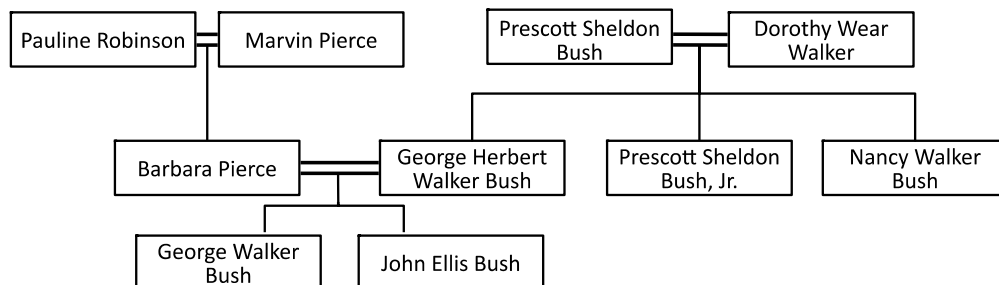 Pauline Robinson
Marvin Pierce
Prescott Sheldon
Bush
Dorothy Wear
Walker
Barbara Pierce
George Herbert
Walker Bush
Prescott Sheldon
Bush, Jr.
Nancy Walker
Bush
George Walker
Bush
John Ellis Bush